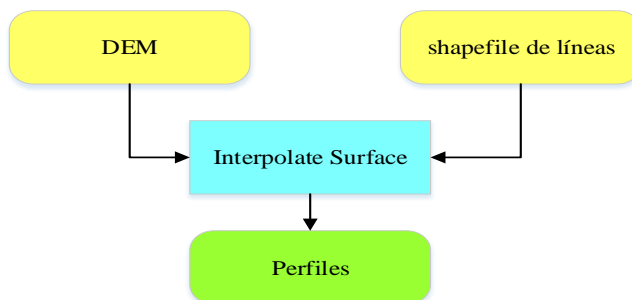 DEM
shapefile de líneas
Interpolate Surface
Perfiles